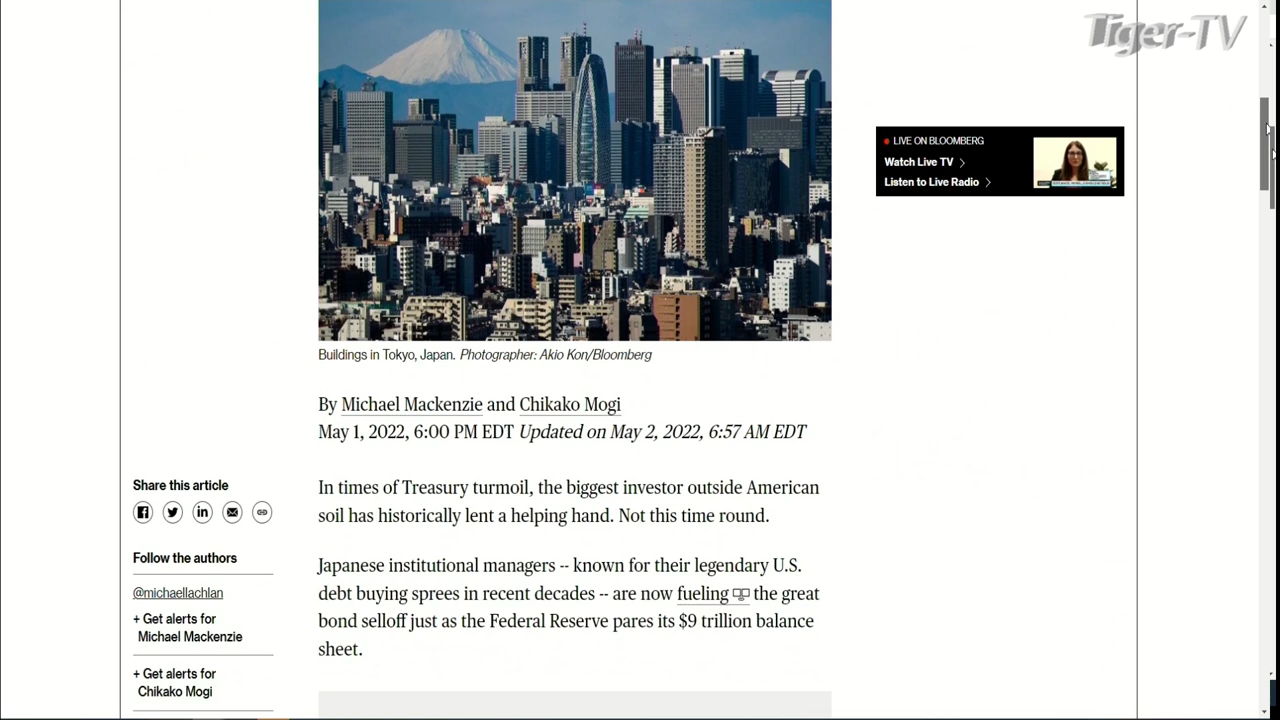 Tiger-TV
LIVE ON BLOOMBERG
Watch Live TV
Listen to Live Radio
Buildings in Tokyo, Japan. Photographer: Akio Kon/Bloomberg
By Michael Mackenzie and Chikako Mogi
May 1, 2022, 6:00 PM EDT Updated on May 2, 2022, 6:57 AM EDT
Share this article
Follow the authors
@michaellachlan
+ Get alerts for
Michael Mackenzie
+ Get alerts for
Chikako Mogi
In times of Treasury turmoil, the biggest investor outside American
soil has historically lent a helping hand. Not this time round.
Japanese institutional managers -- known for their legendary U.S.
debt buying sprees in recent decades -- are now fueling the great
bond selloff just as the Federal Reserve pares its $9 trillion balance
sheet.